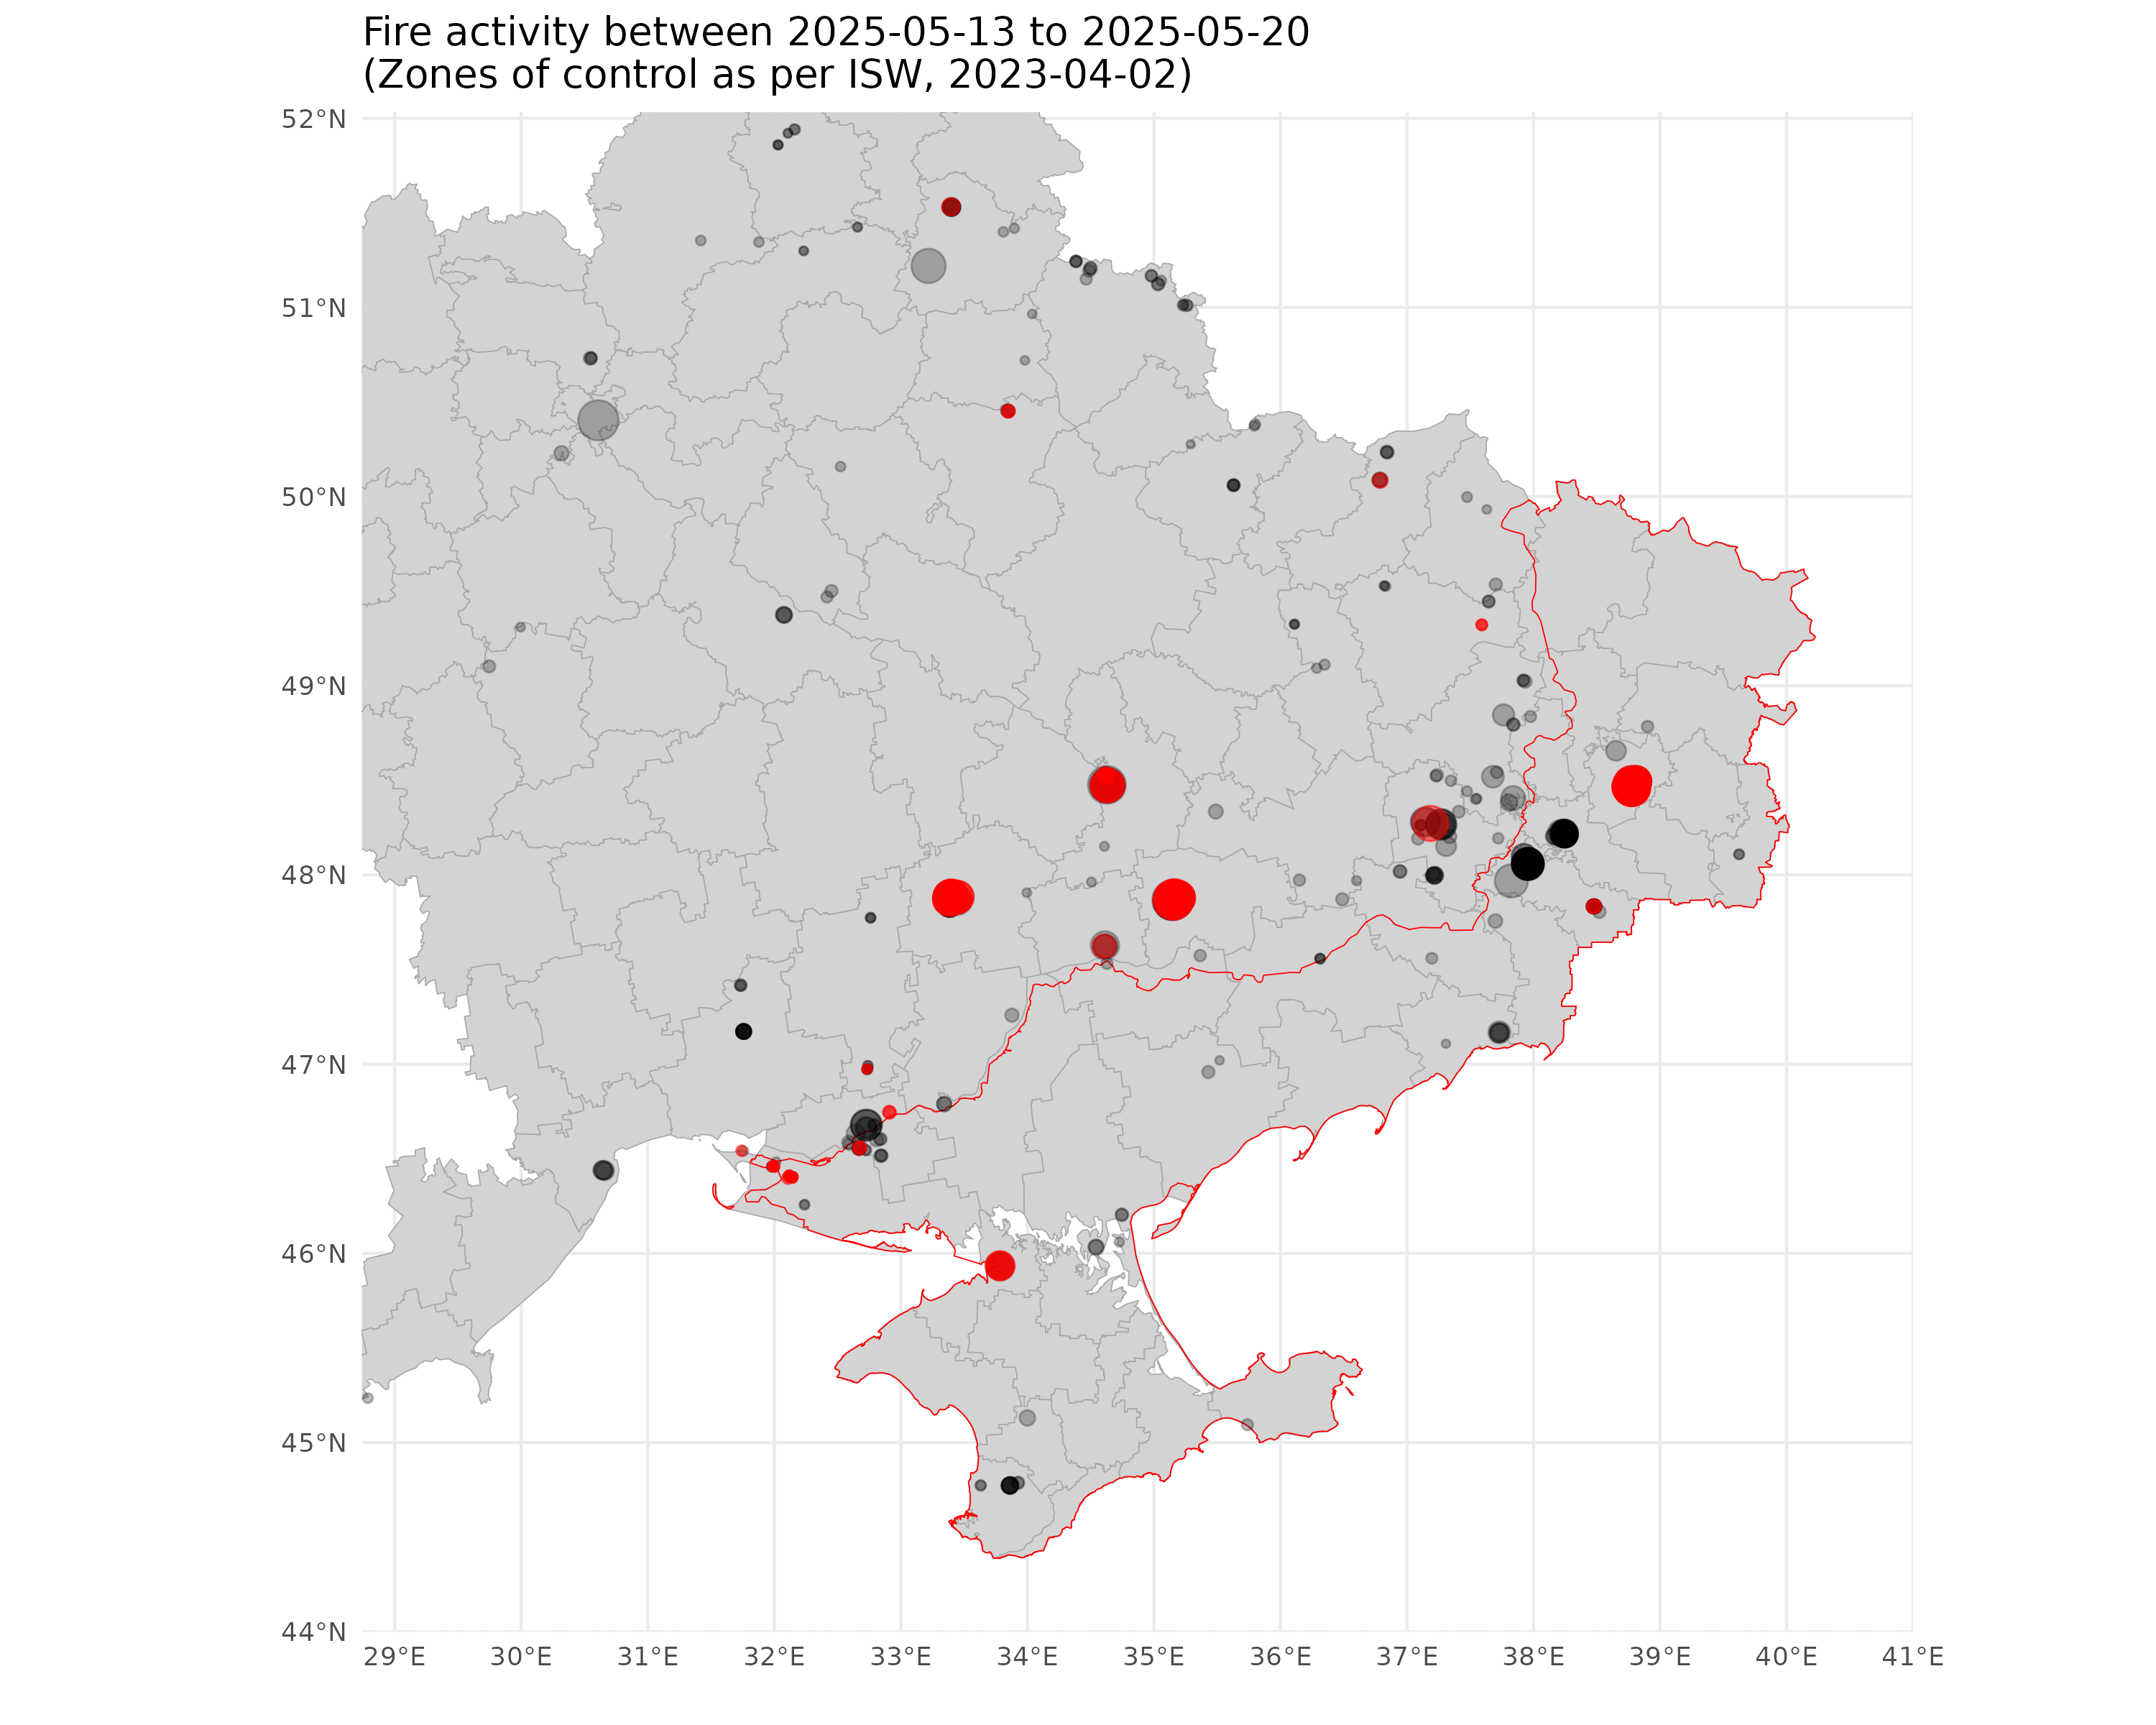 Fire activity between 2025-05-13 to 2025-05-20
(Zones of control as per ISW, 2023-04-02)
52°N
51°N
50°N
49°N
48°N
47°N
46°N
45°N
44°N
29°E 30°E 31°E 32°E 33°E 34°E 35°E 36°E 37°E 38°E 39°E 40°E 41°E